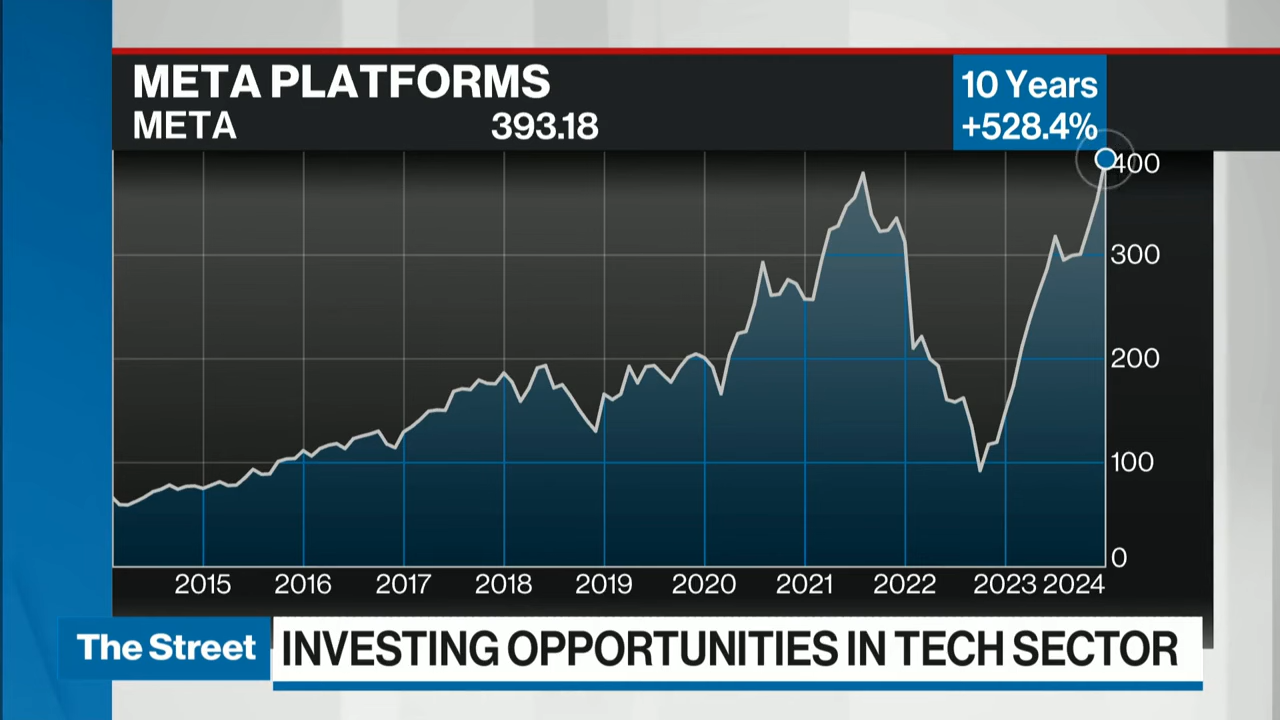 META PLATFORMS
META 393.18
10 Years
+528.4%
400
300
200
100
0
2015 2016 2017 2018 2019 2020 2021 2022 2023 2024
The Street
INVESTING OPPORTUNITIES IN TECH SECTOR